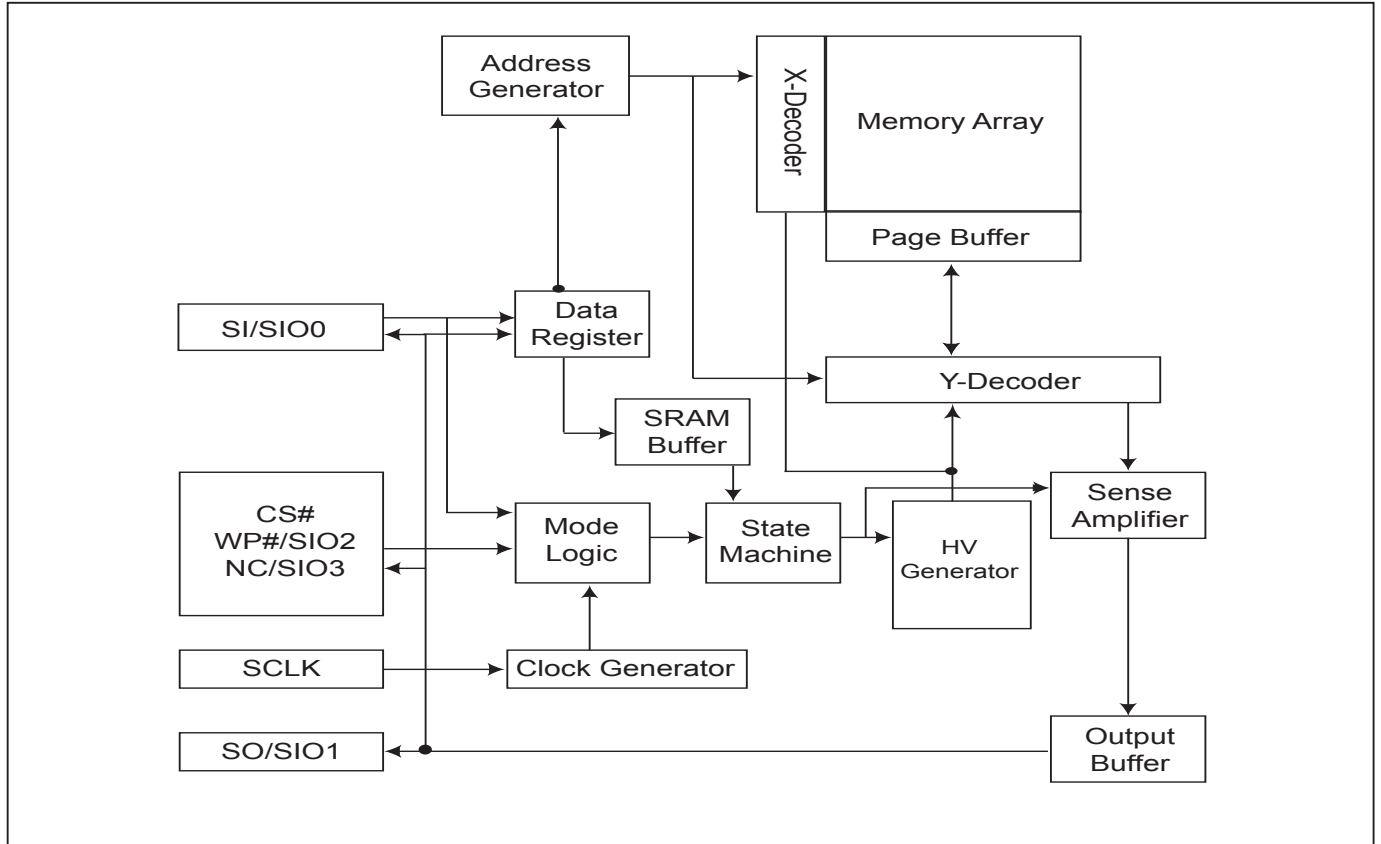 Address
Generator
X-Decoder
Memory Array
Page Buffer
SI/SIO0
Data
Register
Y-Decoder
SRAM
Buffer
CS#
WP#/SIO2
NC/SIO3
Mode
Logic
State
Machine
HV
Generator
Sense
Amplifier
SCLK
Clock Generator
SO/SIO1
Output
Buffer